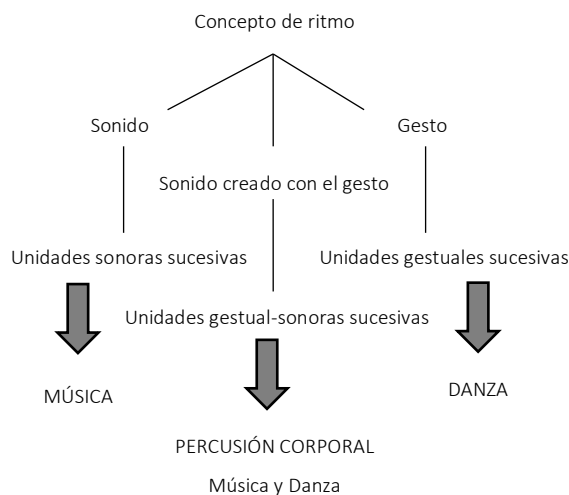 Concepto de ritmo
Sonido
Gesto
Sonido creado con el gesto
Unidades sonoras sucesivas
Unidades gestuales sucesivas
Unidades gestual-sonoras sucesivas
MÚSICA
DANZA
PERCUSIÓN CORPORAL
Música y Danza